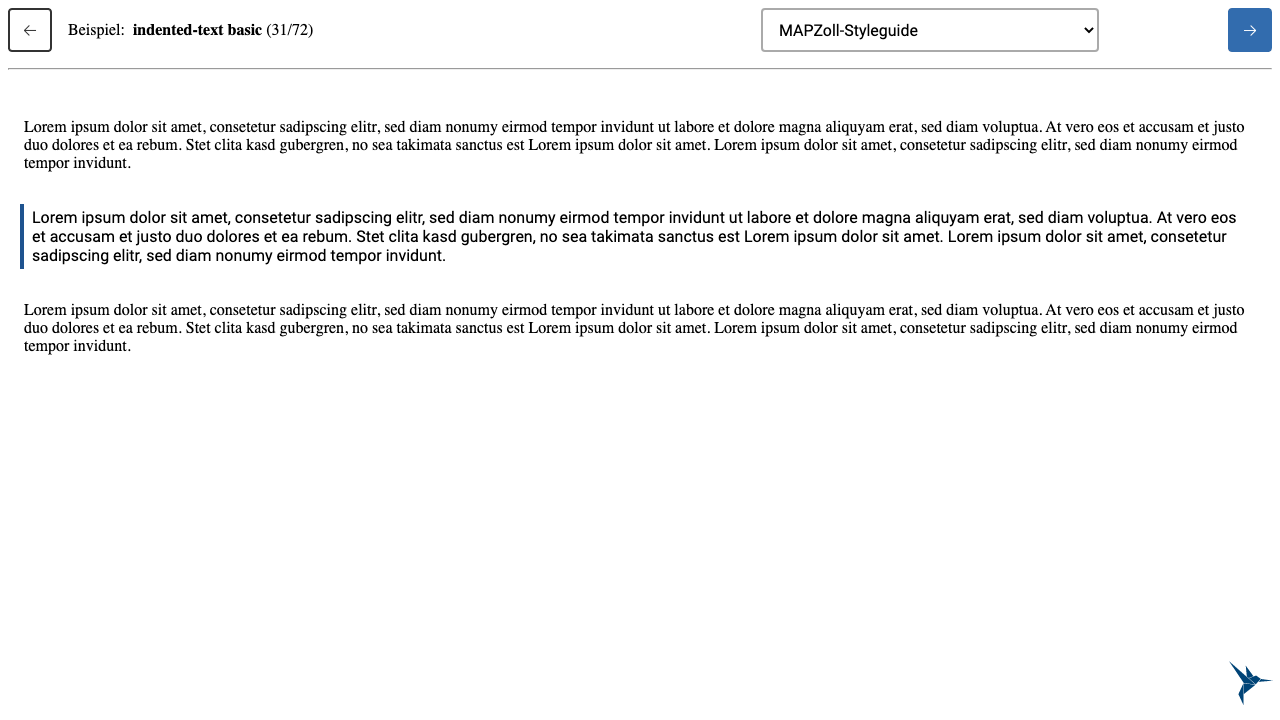 ← Beispiel: indented-text basic (31/72) MAPZoll-Styleguide →
Lorem ipsum dolor sit amet, consetetur sadipscing elitr, sed diam nonumy eirmod tempor invidunt ut labore et dolore magna aliquyam erat, sed diam voluptua. At vero eos et accusam et justo
duo dolores et ea rebum. Stet clita kasd gubergren, no sea takimata sanctus est Lorem ipsum dolor sit amet. Lorem ipsum dolor sit amet, consetetur sadipscing elitr, sed diam nonumy eirmod
tempor invidunt.
Lorem ipsum dolor sit amet, consetetur sadipscing elitr, sed diam nonumy eirmod tempor invidunt ut labore et dolore magna aliquyam erat, sed diam voluptua. At vero eos
et accusam et justo duo dolores et ea rebum. Stet clita kasd gubergren, no sea takimata sanctus est Lorem ipsum dolor sit amet. Lorem ipsum dolor sit amet, consetetur
sadipscing elitr, sed diam nonumy eirmod tempor invidunt.
Lorem ipsum dolor sit amet, consetetur sadipscing elitr, sed diam nonumy eirmod tempor invidunt ut labore et dolore magna aliquyam erat, sed diam voluptua. At vero eos et accusam et justo
duo dolores et ea rebum. Stet clita kasd gubergren, no sea takimata sanctus est Lorem ipsum dolor sit amet. Lorem ipsum dolor sit amet, consetetur sadipscing elitr, sed diam nonumy eirmod
tempor invidunt.